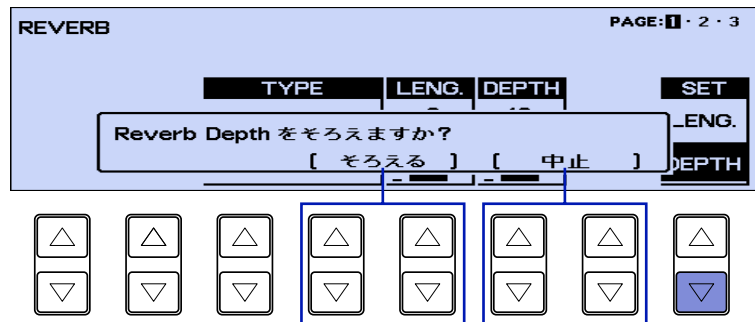 REVERB
PAGE:1・2・3
TYPE LENG. DEPTH SET
LENG.
Reverb Depth をそろえますか?
[ そろえる ] [ 中止 ]
DEPTH